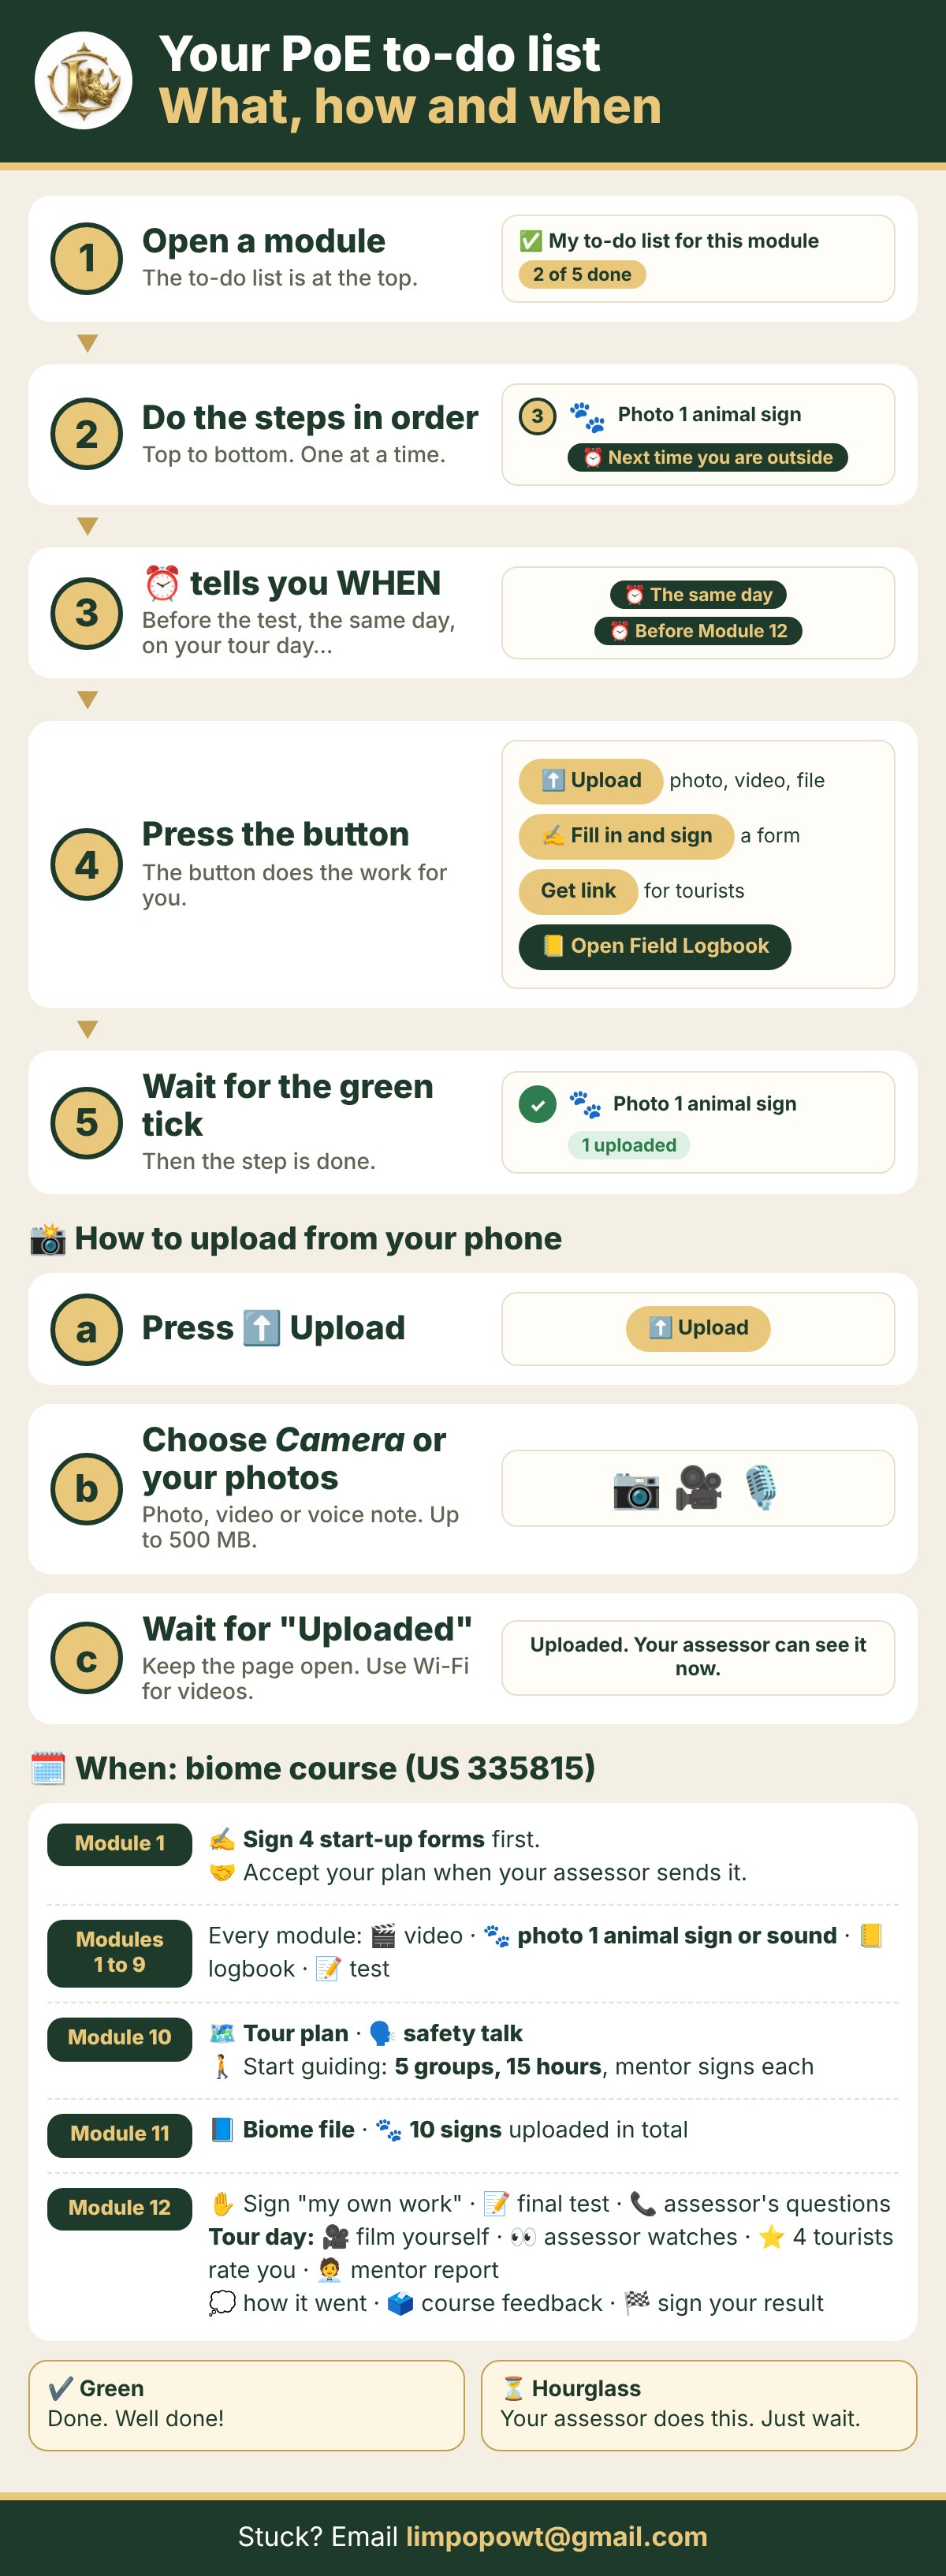 Your PoE to-do list
What, how and when
1
Open a module
The to-do list is at the top.
✅ My to-do list for this module
2 of 5 done
2
Do the steps in order
Top to bottom. One at a time.
3 🐾 Photo 1 animal sign
⏰ Next time you are outside
3
⏰ tells you WHEN
Before the test, the same day,
on your tour day...
⏰ The same day
⏰ Before Module 12
4
Press the button
The button does the work for
you.
⬆️ Upload photo, video, file
✍️ Fill in and sign a form
Get link for tourists
📒 Open Field Logbook
5
Wait for the green
tick
Then the step is done.
✓ 🐾 Photo 1 animal sign
1 uploaded
📸 How to upload from your phone
a
Press ⬆️ Upload
⬆️ Upload
b
Choose Camera or
your photos
Photo, video or voice note. Up
to 500 MB.
c
Wait for "Uploaded"
Keep the page open. Use Wi-Fi
for videos.
Uploaded. Your assessor can see it
now.
🗓️ When: biome course (US 335815)
Module 1
✍️ Sign 4 start-up forms first.
🤝 Accept your plan when your assessor sends it.
Modules
1 to 9
Every module: 🎬 video · 🐾 photo 1 animal sign or sound · 📒
logbook · 📝 test
Module 10
🗺️ Tour plan · 🗣️ safety talk
🚶 Start guiding: 5 groups, 15 hours, mentor signs each
Module 11
📘 Biome file · 🐾 10 signs uploaded in total
Module 12
✋ Sign "my own work" · 📝 final test · 📞 assessor's questions
Tour day: 🎥 film yourself · 👀 assessor watches · ⭐ 4 tourists
rate you · 🧑‍💼 mentor report
💭 how it went · 🗳️ course feedback · 🏁 sign your result
✔️ Green
Done. Well done!
⏳ Hourglass
Your assessor does this. Just wait.
Stuck? Email limpopowt@gmail.com